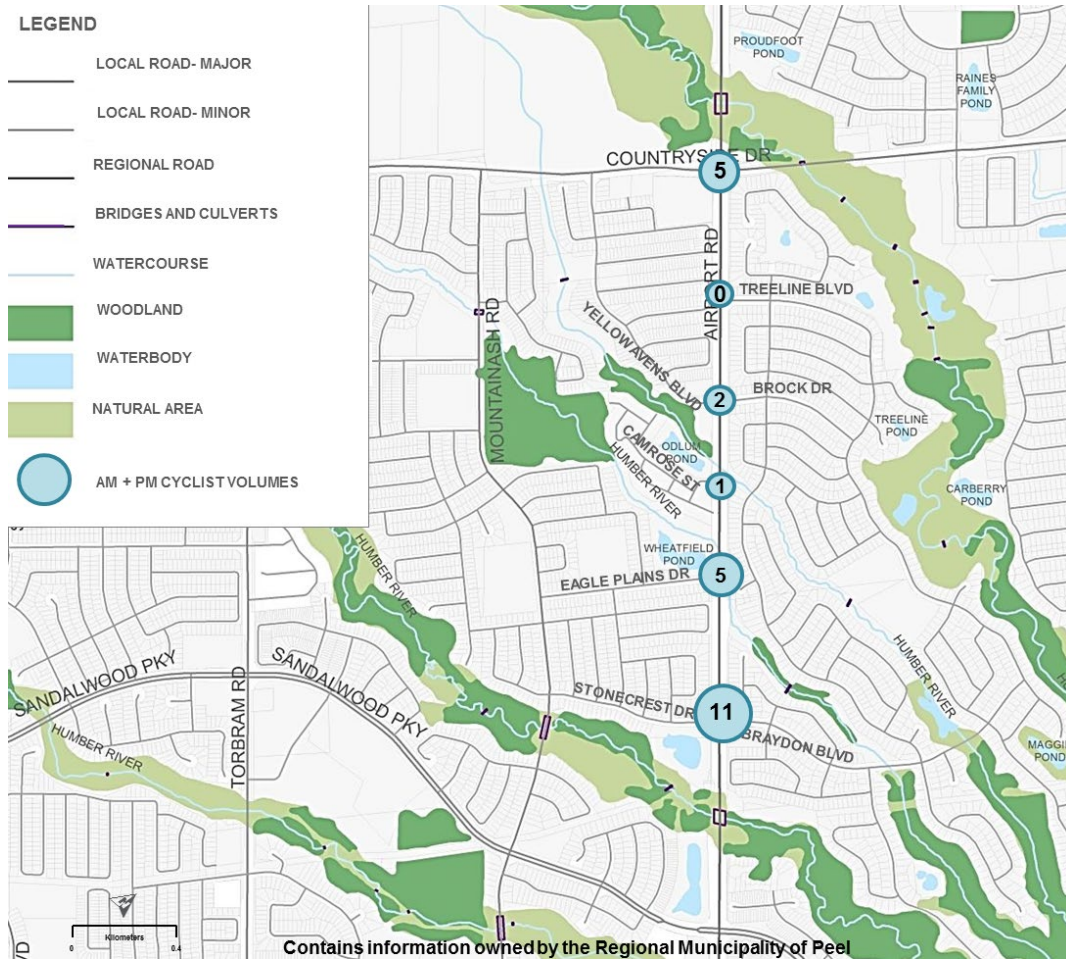 LEGEND
LOCAL ROAD- MAJOR
LOCAL ROAD- MINOR
REGIONAL ROAD
BRIDGES AND CULVERTS
WATERCOURSE
WOODLAND
WATERBODY
NATURAL AREA
AM + PM CYCLIST VOLUMES
PROUDFOOT
POND
RAINES
FAMILY
POND
COUNTRYSIDE DR
5
AIRPORT RD
0
TREELINE BLVD
YELLOW AVENS BLVD
MOUNTAINASH RD
2
BROCK DR
TREELINE
POND
CAMROSE ST
ODLUM
POND
HUMBER RIVER
1
CARBERRY
POND
WHEATFIELD
POND
5
EAGLE PLAINS DR
HUMBER RIVER
HUMBER RIVER
SANDALWOOD PKY
SANDALWOOD PKY
TORBRAM RD
STONECREST DR
11
BRAYDON BLVD
HUMBER RIVER
POND
Kilometers
0
0.4
Contains information owned by the Regional Municipality of Peel